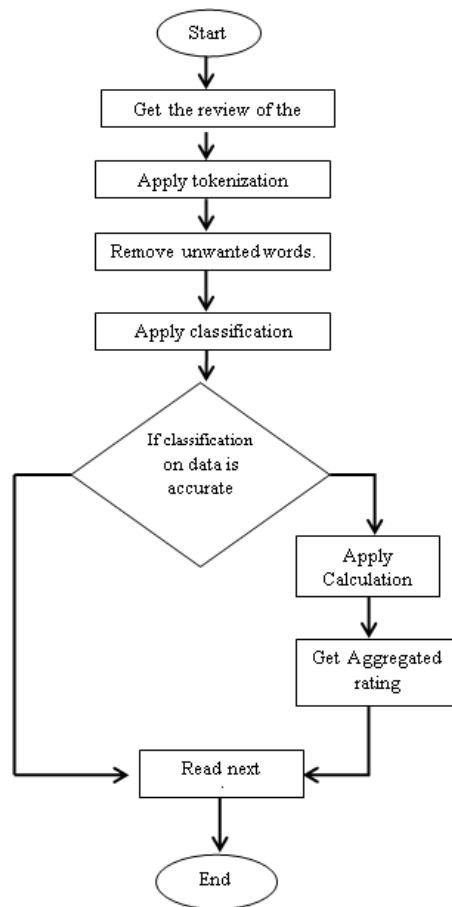 Start
Get the review of the
Apply tokenization
Remove unwanted words.
Apply classification
If classification
on data is
accurate
Apply
Calculation
Get Aggregated
rating
Read next
.
End